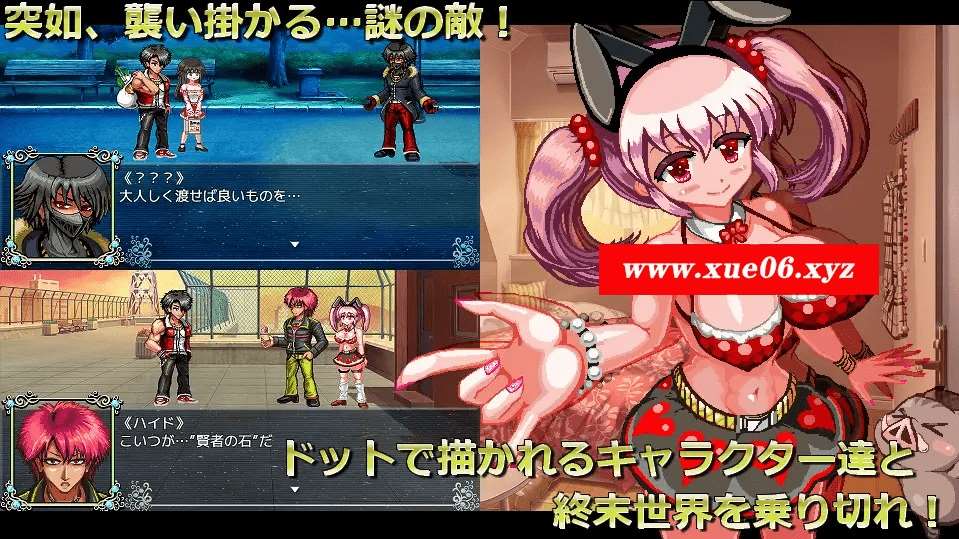 突如、襲い掛かる…謎の敵！
《？？？》
大人しく渡せば良いものを…
www.xue06.xyz
《ハイド》
こいつが…”賢者の石”だ
ドットで描かれるキャラクター達と
終末世界を乗り切れ！